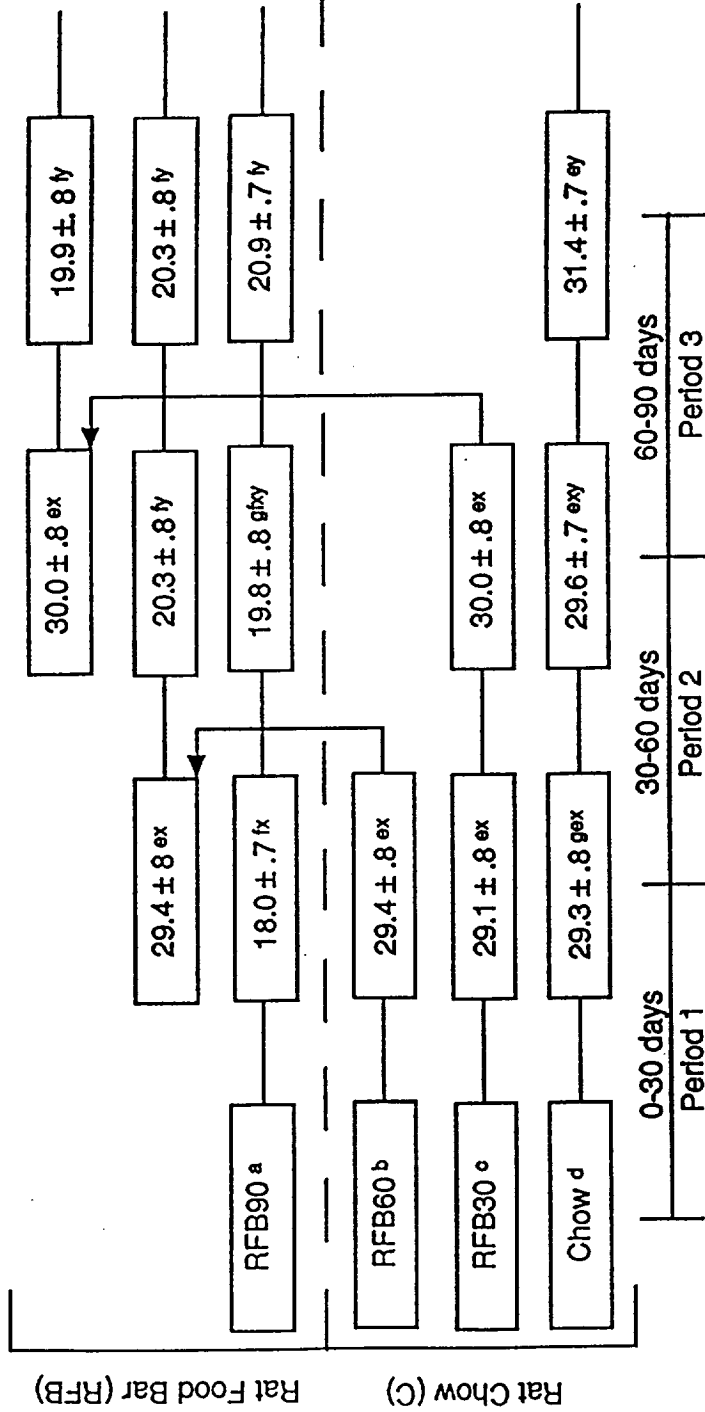 Rat Food Bar (RFB)
30.0 ± .8 ex
19.9 ± .8 fy
29.4 ± 8 ex
20.3 ± .8 fy
20.3 ± .8 fy
RFB90 a
18.0 ± .7 fx
19.8 ± .8 gfxy
20.9 ± .7 fy
Rat Chow (C)
RFB60 b
29.4 ± .8 ex
RFB30 c
29.1 ± .8 ex
30.0 ± .8 ex
Chow d
29.3 ± .8 gex
29.6 ± .7 exy
31.4 ± .7 ey
0-30 days
30-60 days
60-90 days
Period 1
Period 2
Period 3